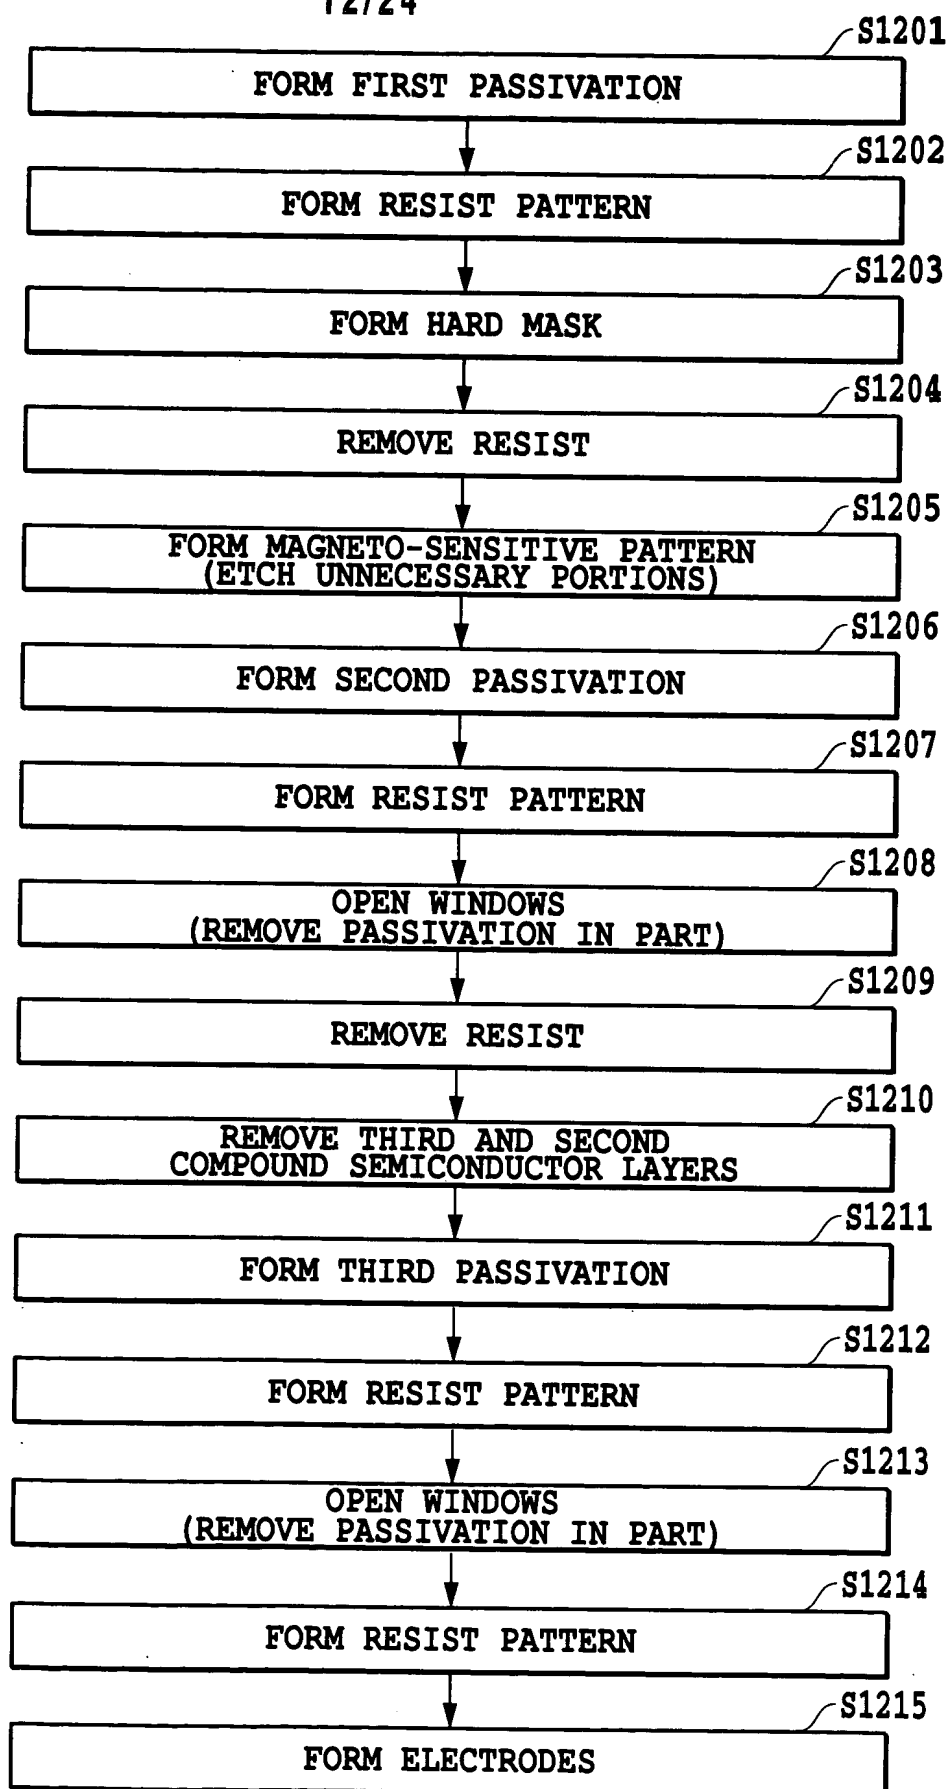 12/24
S1201
FORM FIRST PASSIVATION
S1202
FORM RESIST PATTERN
S1203
FORM HARD MASK
S1204
REMOVE RESIST
S1205
FORM MAGNETO-SENSITIVE PATTERN
(ETCH UNNECESSARY PORTIONS)
S1206
FORM SECOND PASSIVATION
S1207
FORM RESIST PATTERN
S1208
OPEN WINDOWS
(REMOVE PASSIVATION IN PART)
S1209
REMOVE RESIST
S1210
REMOVE THIRD AND SECOND
COMPOUND SEMICONDUCTOR LAYERS
S1211
FORM THIRD PASSIVATION
S1212
FORM RESIST PATTERN
S1213
OPEN WINDOWS
(REMOVE PASSIVATION IN PART)
S1214
FORM RESIST PATTERN
S1215
FORM ELECTRODES